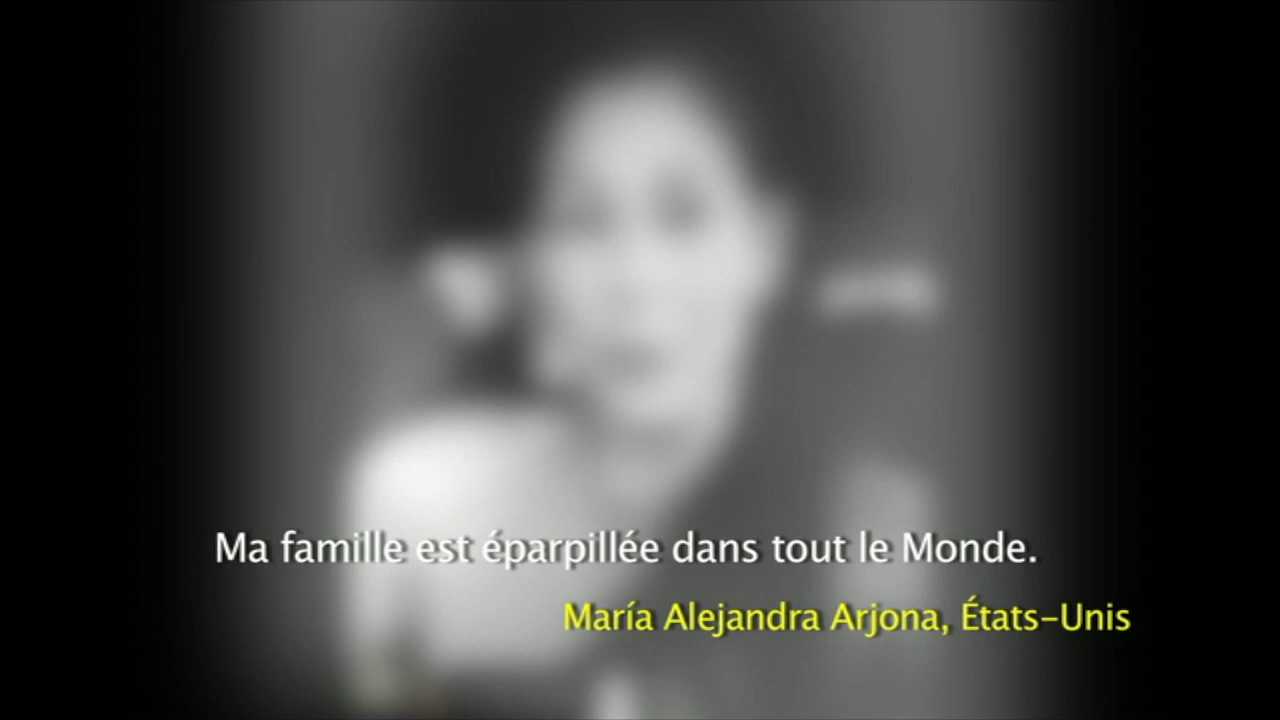 Ma famille est éparpillée dans tout le Monde.
María Alejandra Arjona, États-Unis